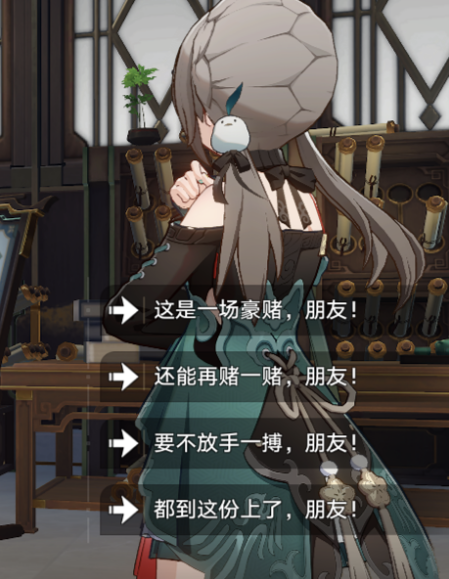 这是一场豪赌，朋友！
还能再赌一赌，朋友！
要不放手一搏，朋友！
都到这份上了，朋友！